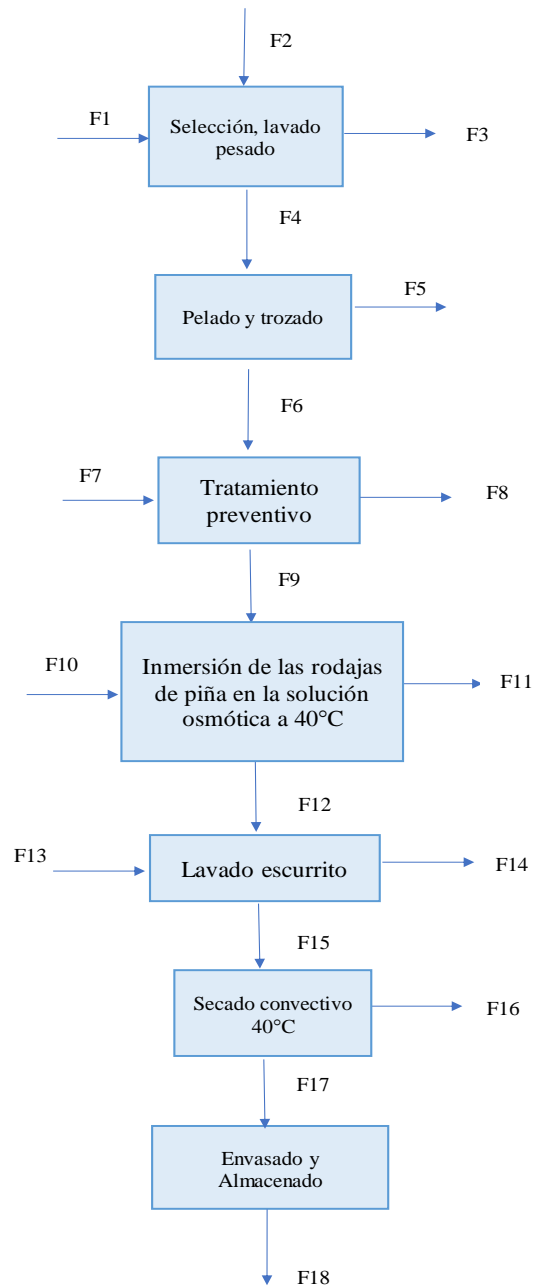 F2
F1
Selección, lavado
pesado
F3
F4
F5
Pelado y trozado
F6
F7
Tratamiento
preventivo
F8
F9
F10
Inmersión de las rodajas
de piña en la solución
osmótica a 40°C
F11
F12
F13
Lavado escurrito
F14
F15
Secado convectivo
40°C
F16
F17
Envasado y
Almacenado
F18